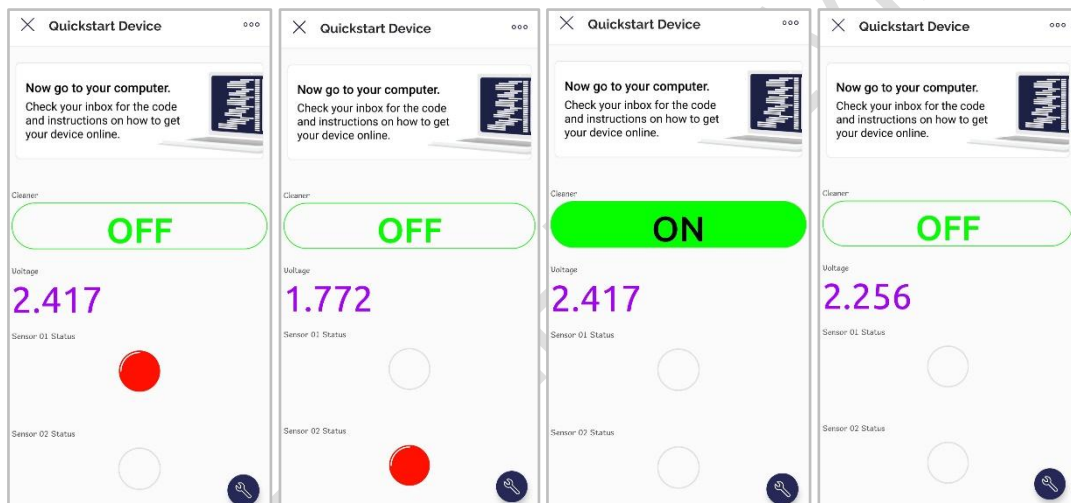 Quickstart Device
Now go to your computer.
Check your inbox for the code
and instructions on how to get
your device online.
Cleaner
OFF
Voltage
2.417
Sensor 01 Status
Sensor 02 Status
Quickstart Device
Now go to your computer.
Check your inbox for the code
and instructions on how to get
your device online.
Cleaner
OFF
Voltage
1.772
Sensor 01 Status
Sensor 02 Status
Quickstart Device
Now go to your computer.
Check your inbox for the code
and instructions on how to get
your device online.
Cleaner
ON
Voltage
2.417
Sensor 01 Status
Sensor 02 Status
Quickstart Device
Now go to your computer.
Check your inbox for the code
and instructions on how to get
your device online.
Cleaner
OFF
Voltage
2.256
Sensor 01 Status
Sensor 02 Status